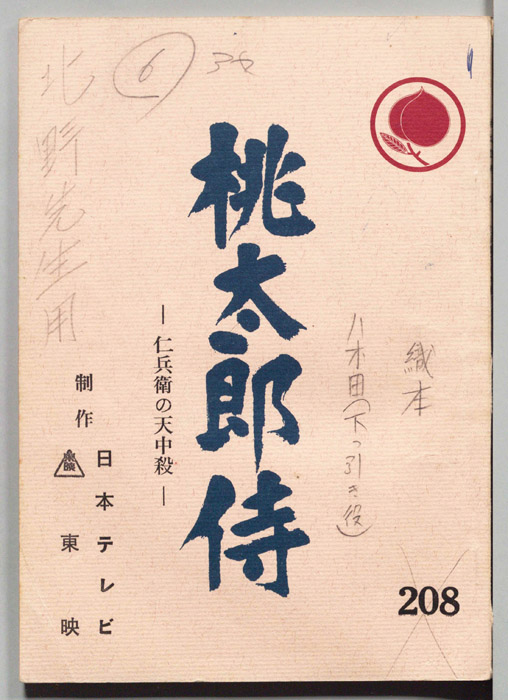 北野先生用
6
桃太郎侍
―仁兵衛の天中殺―
制作
日本テレビ
東映
織本
八木田(下っ引き役)
208